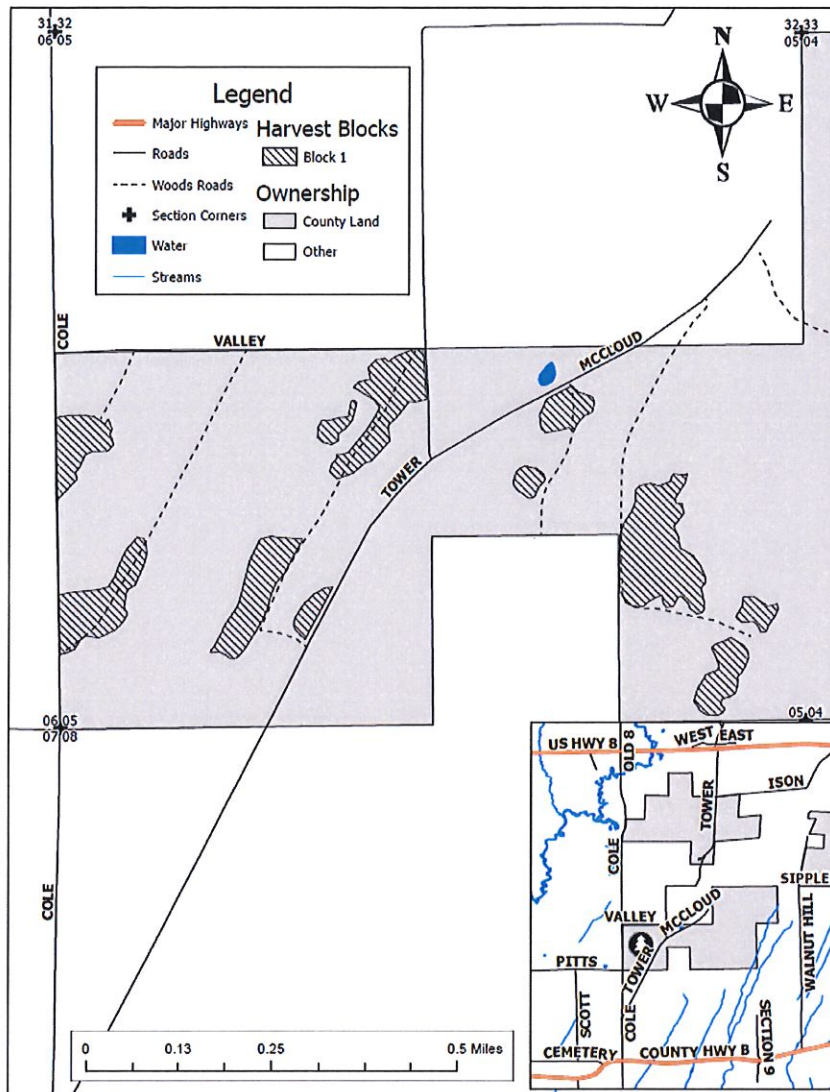 31 32
06 05
32 33
05 04
N
W E
S
Legend
Major Highways
Roads
Woods Roads
Section Corners
Water
Streams
Harvest Blocks
Block 1
Ownership
County Land
Other
COLE
VALLEY
MCCLOUD
TOWER
06 05
07 08
05 04
COLE
0 0.13 0.25 0.5 Miles
US HWY 8
OLD 8
WEST EAST
ISON
TOWER
COLE
SIPPLE
VALLEY
MCCLOUD
WALNUT HILL
PITTS
TOWER
SCOTT
COLE
SECTION 9
CEMETERY
COUNTY HWY B